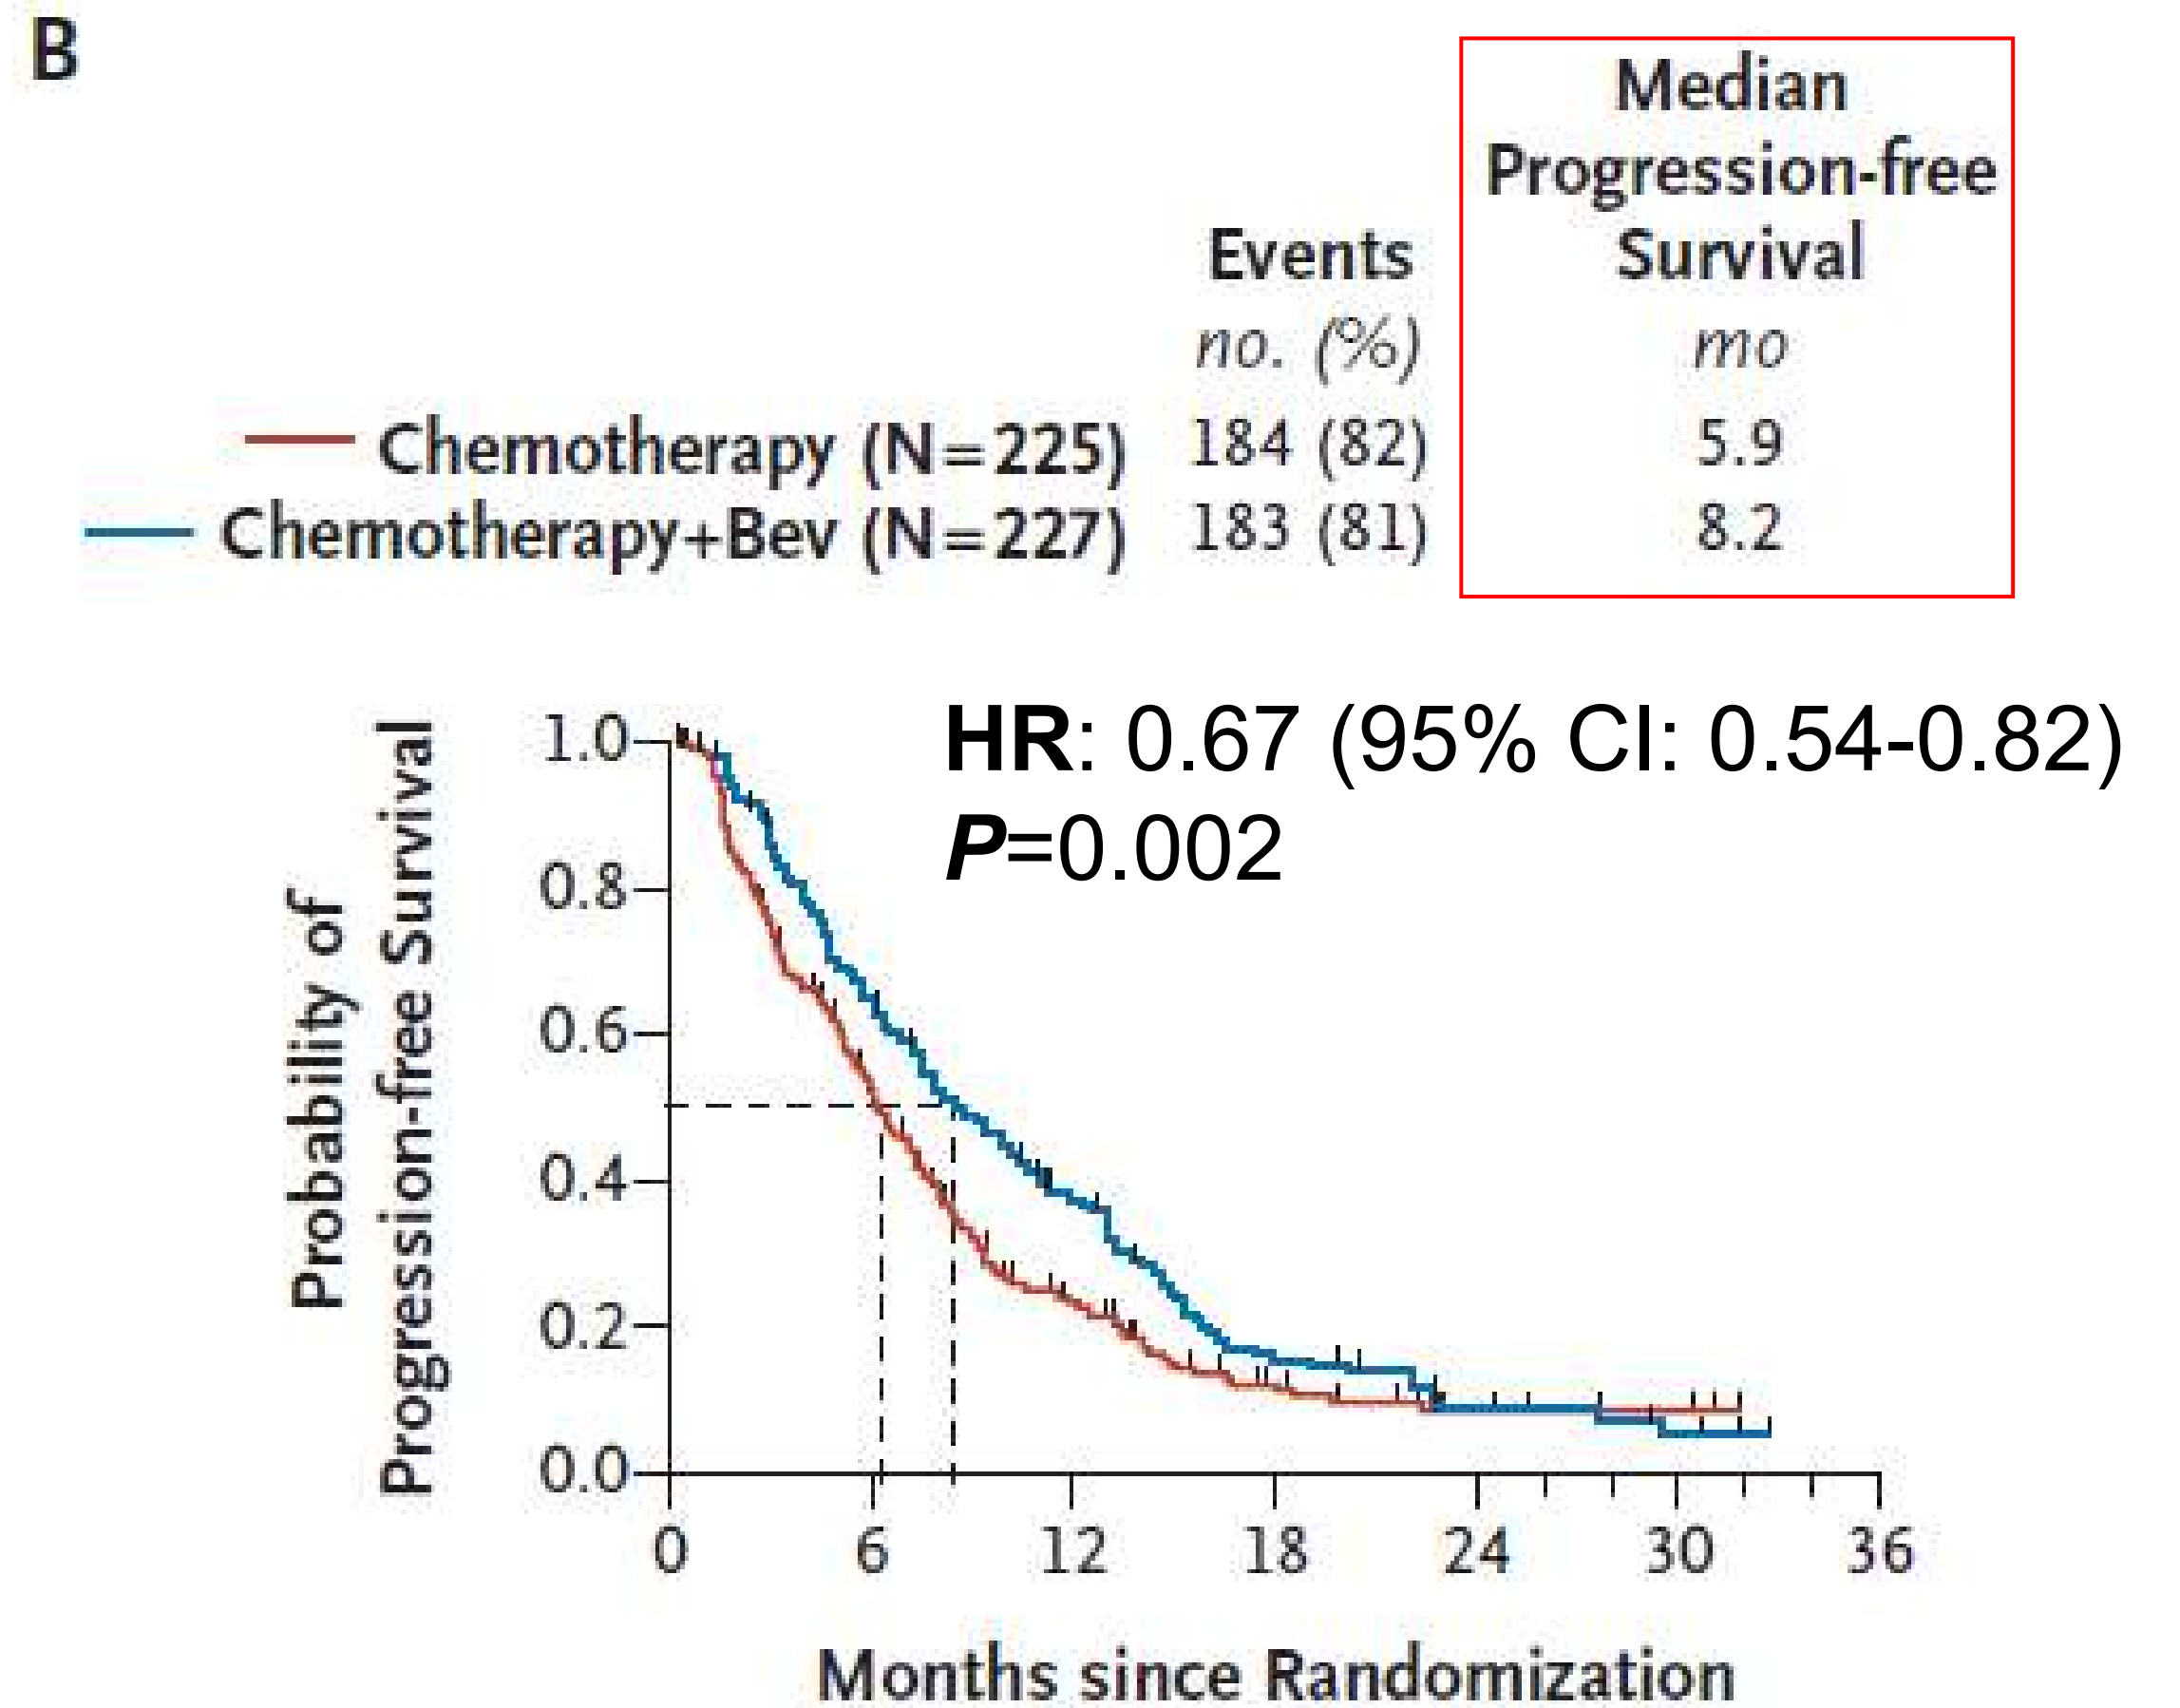 B
Median
Progression-free
Survival
Events
no. (%)
mo
Chemotherapy (N=225) 184 (82) 5.9
Chemotherapy+Bev (N=227) 183 (81) 8.2
HR: 0.67 (95% CI: 0.54-0.82)
P=0.002
Probability of
Progression-free Survival
1.0
0.8
0.6
0.4
0.2
0.0
0 6 12 18 24 30 36
Months since Randomization